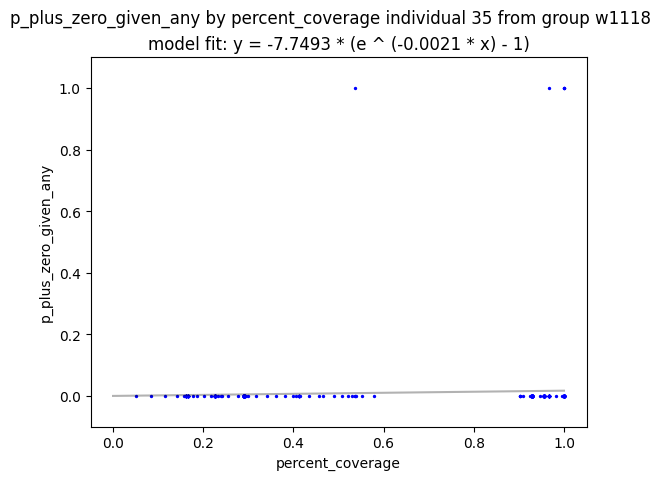 p_plus_zero_given_any by percent_coverage individual 35 from group w1118
model fit: y = -7.7493 * (e ^ (-0.0021 * x) - 1)
1.0
0.8
0.6
0.4
0.2
0.0
p_plus_zero_given_any
0.0 0.2 0.4 0.6 0.8 1.0
percent_coverage